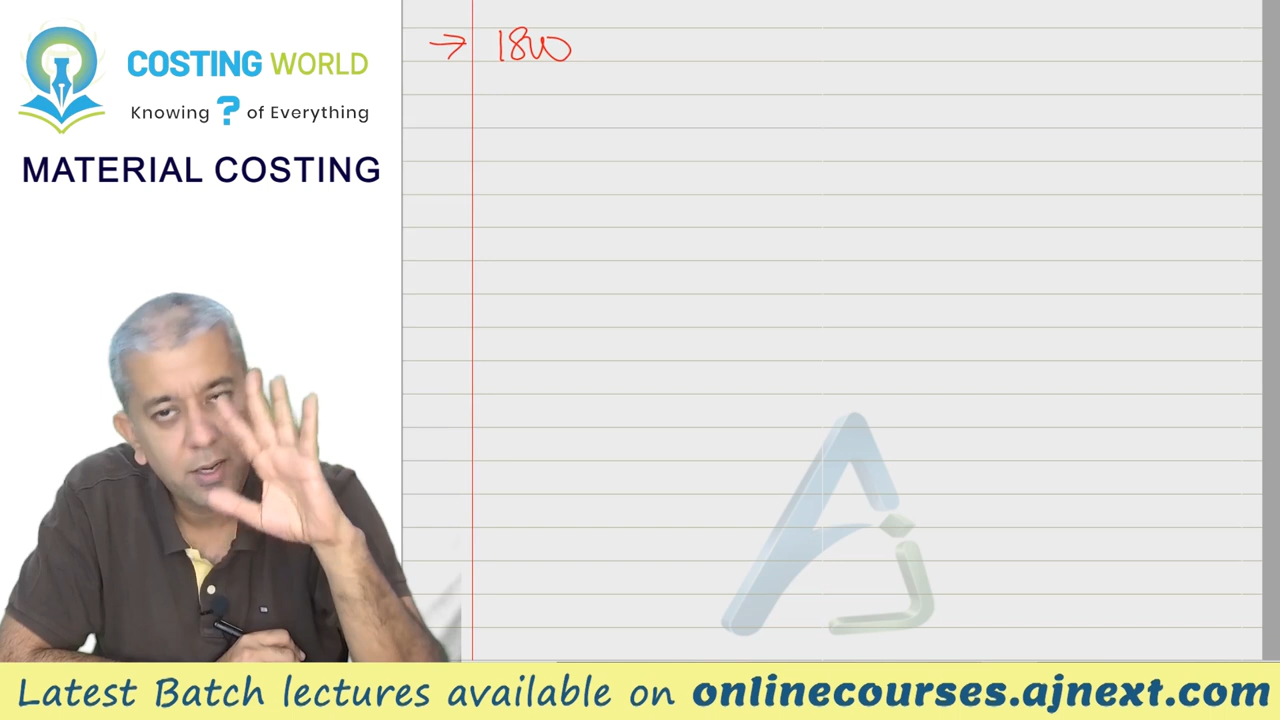 COSTING WORLD
Knowing ? of Everything
MATERIAL COSTING
→ 1800
Latest Batch lectures available on onlinecourses.ajnext.com